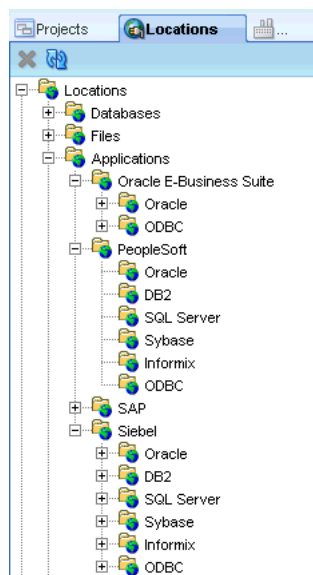 Projects Locations ...
Locations
Databases
Files
Applications
Oracle E-Business Suite
Oracle
ODBC
PeopleSoft
Oracle
DB2
SQL Server
Sybase
Informix
ODBC
SAP
Siebel
Oracle
DB2
SQL Server
Sybase
Informix
ODBC